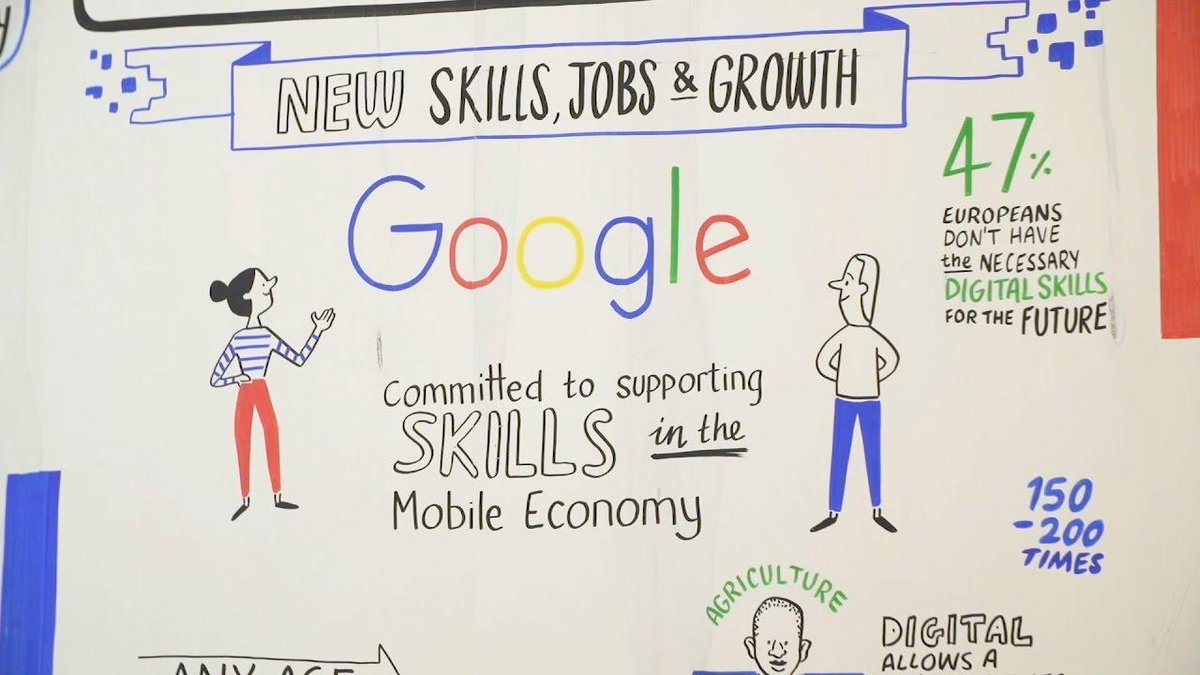 NEW SKILLS, JOBS & GROWTH
Google
committed to supporting
SKILLS in the
Mobile Economy
47%
EUROPEANS
DON'T HAVE
the NECESSARY
DIGITAL SKILLS
FOR THE FUTURE
150
-200
TIMES
AGRICULTURE
DIGITAL
ALLOWS A
ANY AGE